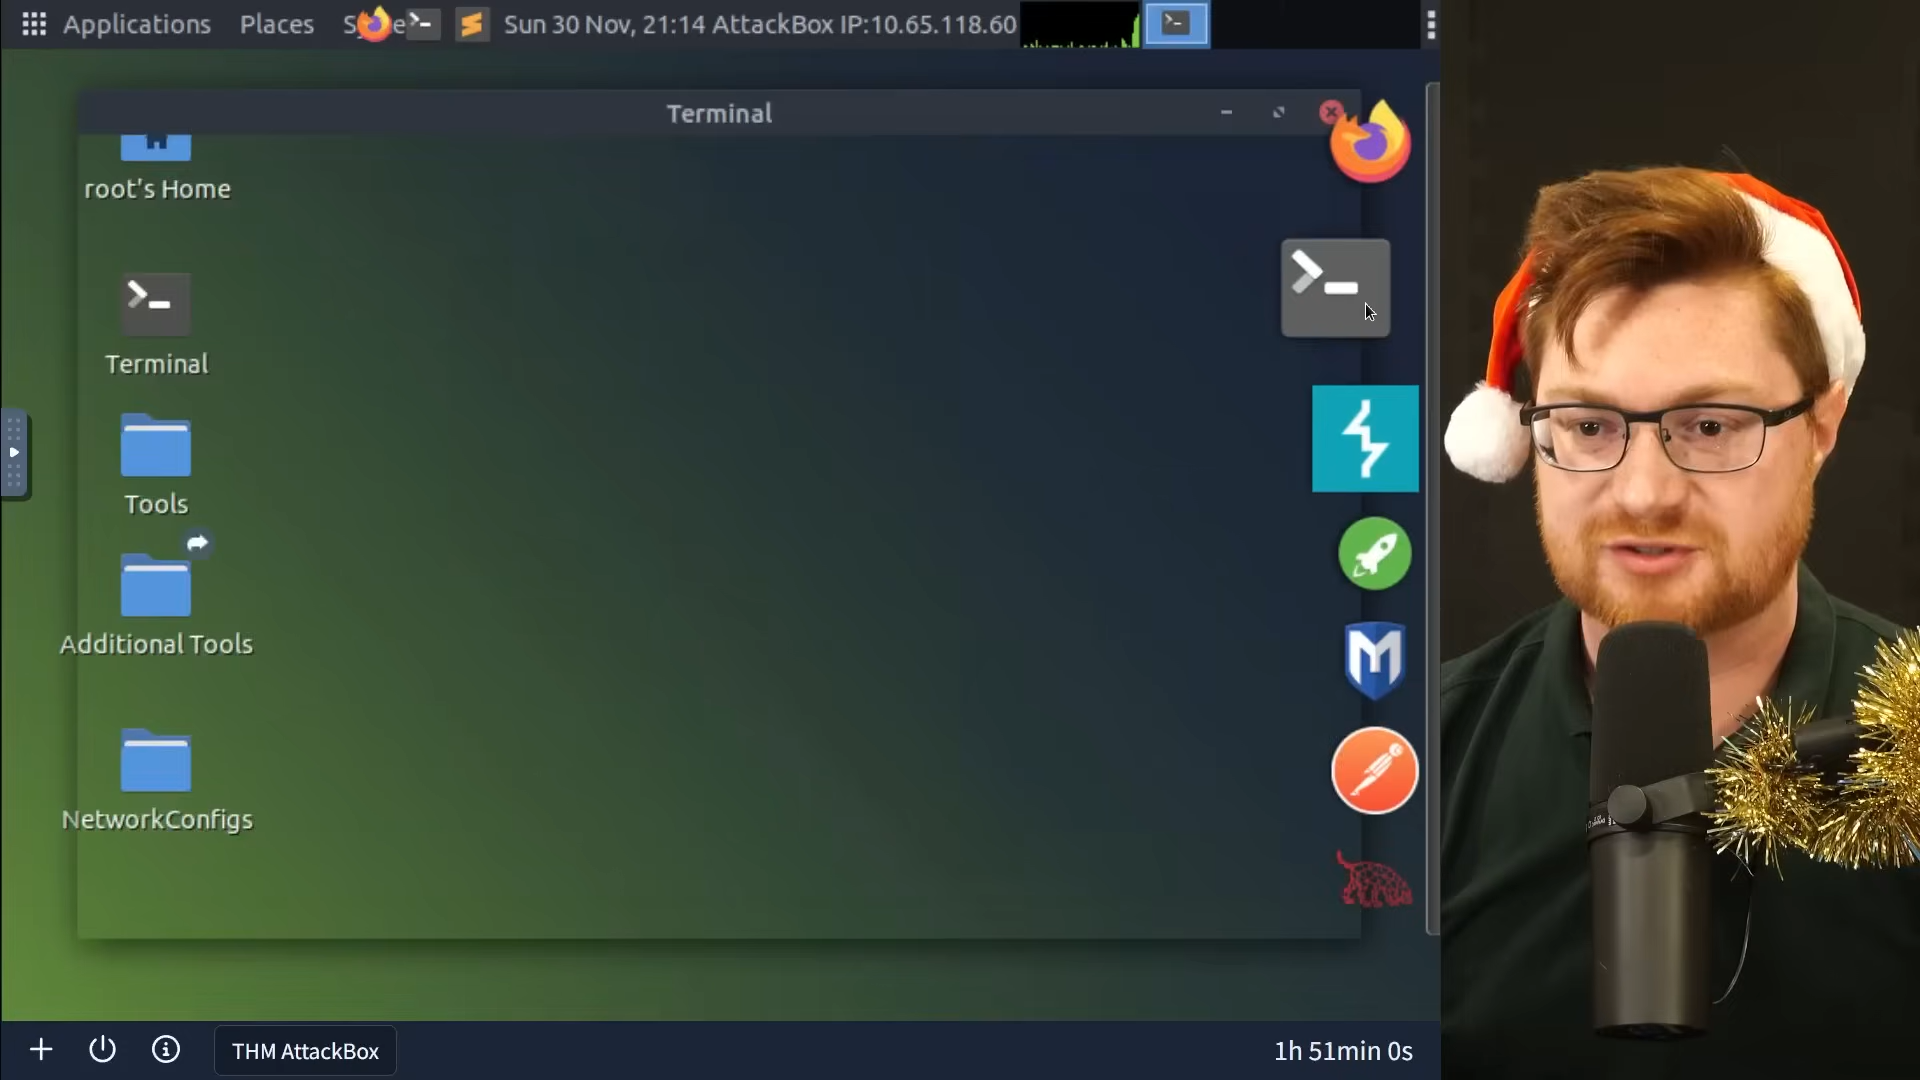 Applications Places Sun 30 Nov, 21:14 AttackBox IP:10.65.118.60
Terminal
root's Home
Terminal
Tools
Additional Tools
NetworkConfigs
THM AttackBox
1h 51min 0s